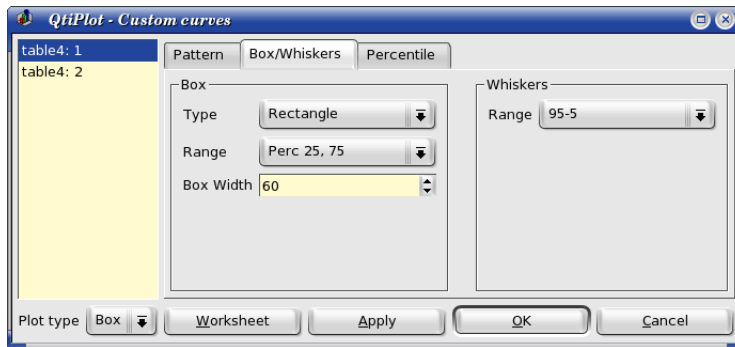 QtiPlot - Custom curves
table4: 1
table4: 2
Pattern
Box/Whiskers
Percentile
Box
Type
Rectangle
Range
Perc 25, 75
Box Width
60
Whiskers
Range
95-5
Plot type
Box
Worksheet
Apply
OK
Cancel